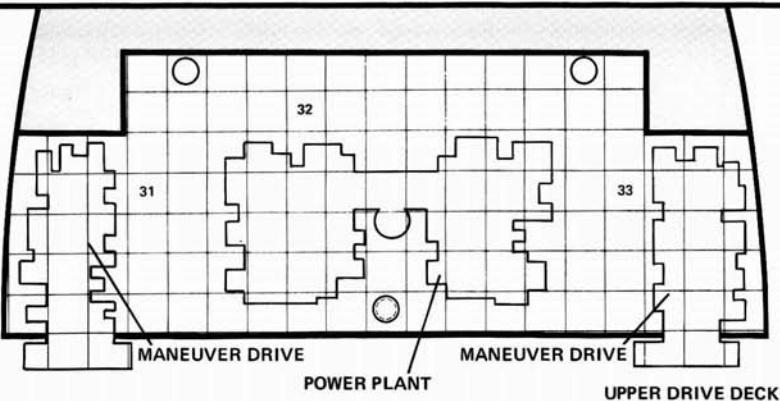 32
31
33
MANEUVER DRIVE
MANEUVER DRIVE
POWER PLANT
UPPER DRIVE DECK